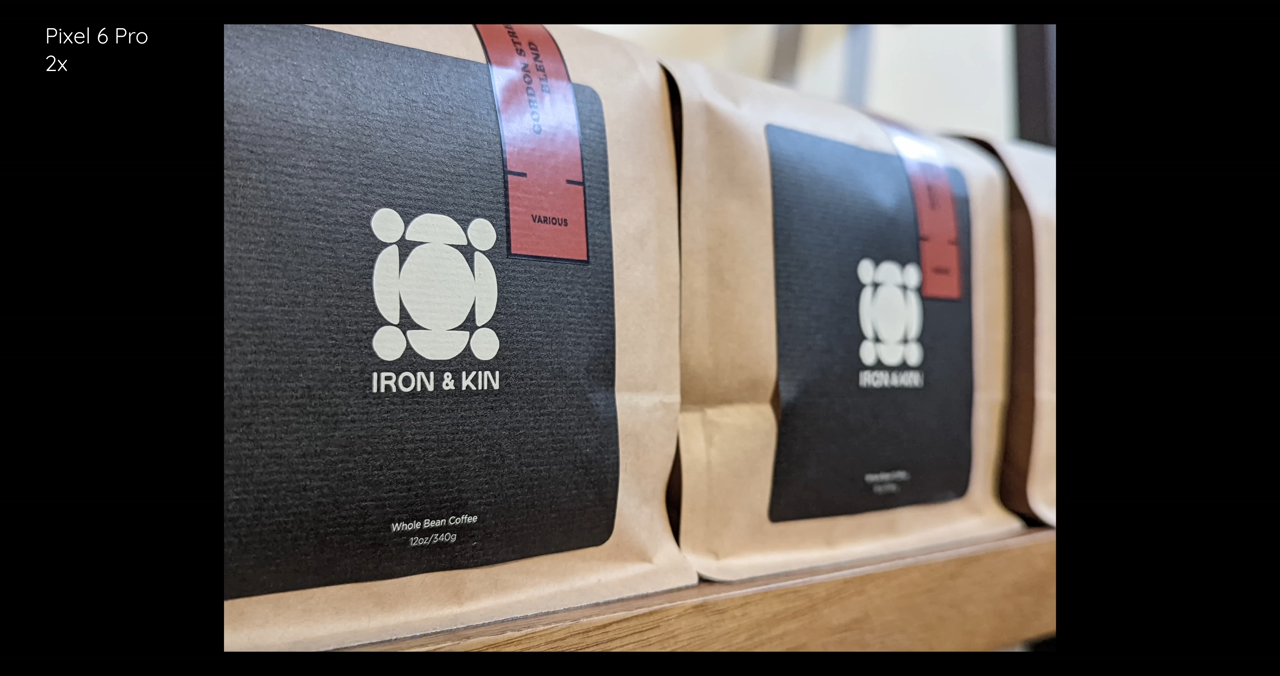 Pixel 6 Pro
2x
GORDON STR
BLEND
VARIOUS
IRON & KIN
Whole Bean Coffee
12oz/340g
IRON & KIN